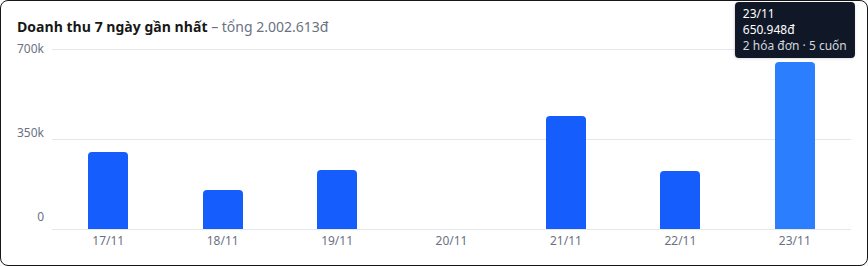 Doanh thu 7 ngày gần nhất – tổng 2.002.613đ
23/11
650.948đ
2 hóa đơn · 5 cuốn
700k
350k
0
17/11
18/11
19/11
20/11
21/11
22/11
23/11